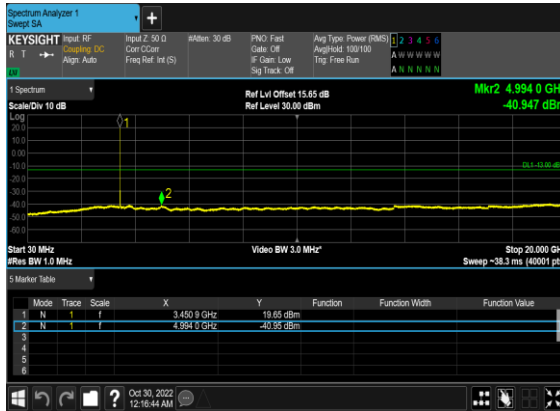 Spectrum Analyzer 1
Swept SA
KEYSIGHT Input: RF Input Z: 50 Ω #Atten: 30 dB PNO: Fast Avg Type: Power (RMS) 1 2 3 4 5 6
R T Coupling: DC Corr CCorr Gate: Off Avg|Hold: 100/100 A W W W W W
Align: Auto Freq Ref: Int (S) IF Gain: Low Trig: Free Run
LXI Sig Track: Off A N N N N N
1 Spectrum Ref Lvl Offset 15.65 dB Mkr2 4.994 0 GHz
Scale/Div 10 dB Ref Level 30.00 dBm -40.947 dBm
Log
20.0
10.0
0.00
-10.0
-20.0
-30.0
-40.0
-50.0
-60.0
1
2
DL1 -13.00 dB
Start 30 MHz Video BW 3.0 MHz* Stop 20.000 GH
#Res BW 1.0 MHz Sweep ~38.3 ms (40001 pt
5 Marker Table
Mode Trace Scale X Y Function Function Width Function Value
1 N 1 f 3.450 9 GHz 19.65 dBm
2 N 1 f 4.994 0 GHz -40.95 dBm
3
4
5
6
? Oct 30, 2022
12:16:44 AM